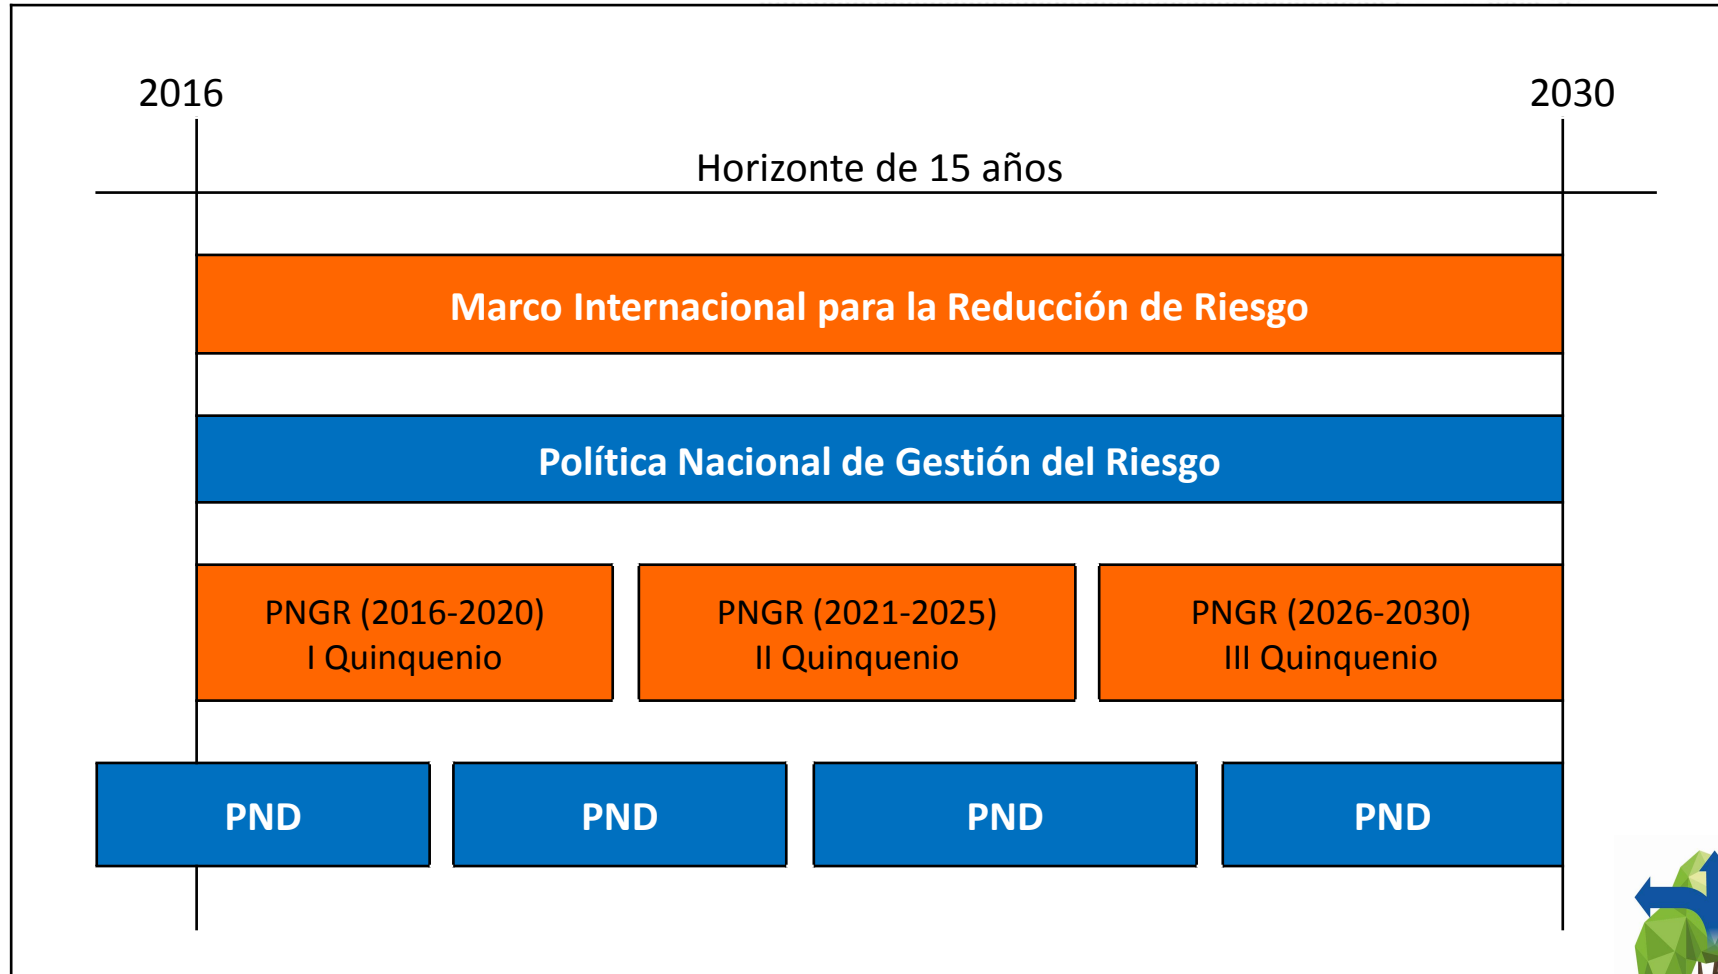 2016
2030
Horizonte de 15 años
Marco Internacional para la Reducción de Riesgo
Política Nacional de Gestión del Riesgo
PNGR (2016-2020)
I Quinquenio
PNGR (2021-2025)
II Quinquenio
PNGR (2026-2030)
III Quinquenio
PND
PND
PND
PND